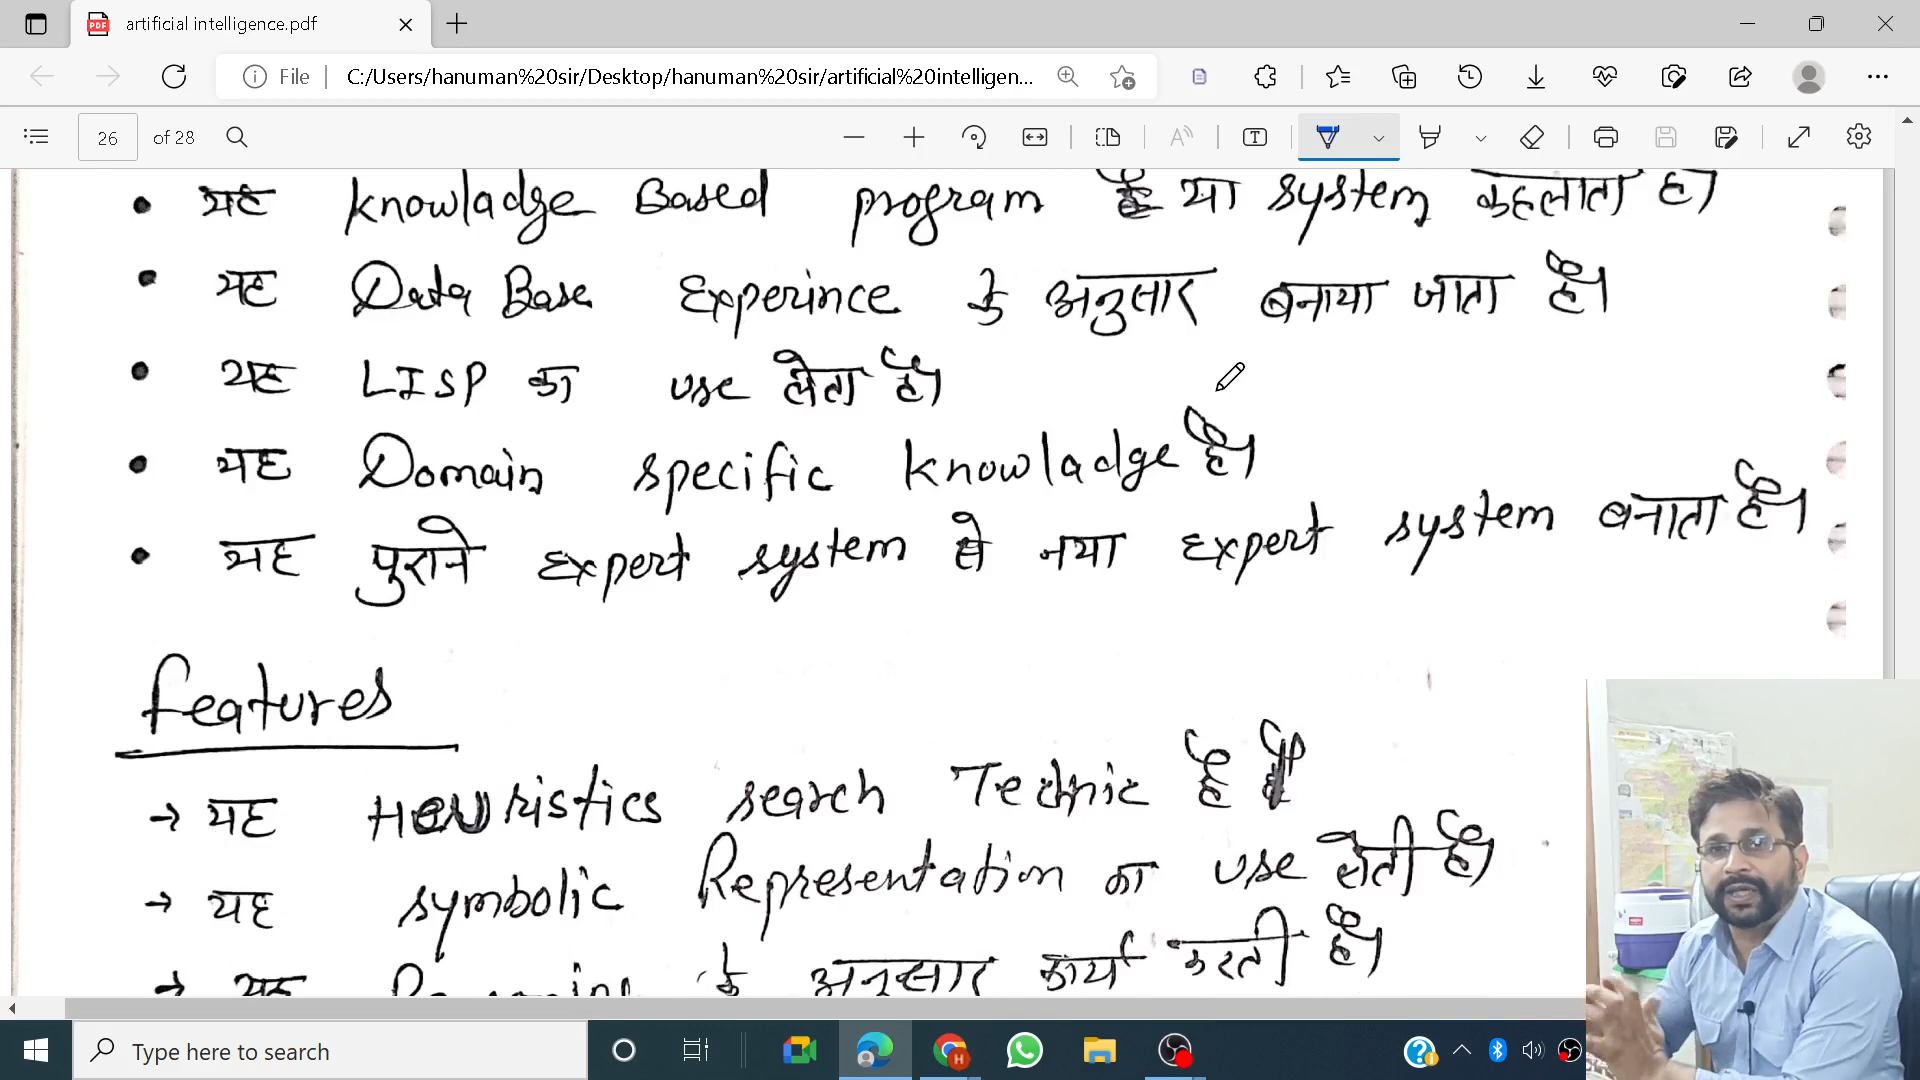 artificial intelligence.pdf
File C:/Users/hanuman%20sir/Desktop/hanuman%20sir/artificial%20intelligen...
26 of 28
• यह knowladge Based program है या system कहलाता है।
• यह Data Base Experince के अनुसार बनाया जाता है।
• यह LISP का use लेता है।
• यह Domain specific knowladge है।
• यह पुराने Expert system से नया Expert system बनाता है।
features
→ यह Heuristics search Technic है
→ यह symbolic Representation का use लेती है।
→ यह Reasoning के अनुसार कार्य करती है।
Type here to search